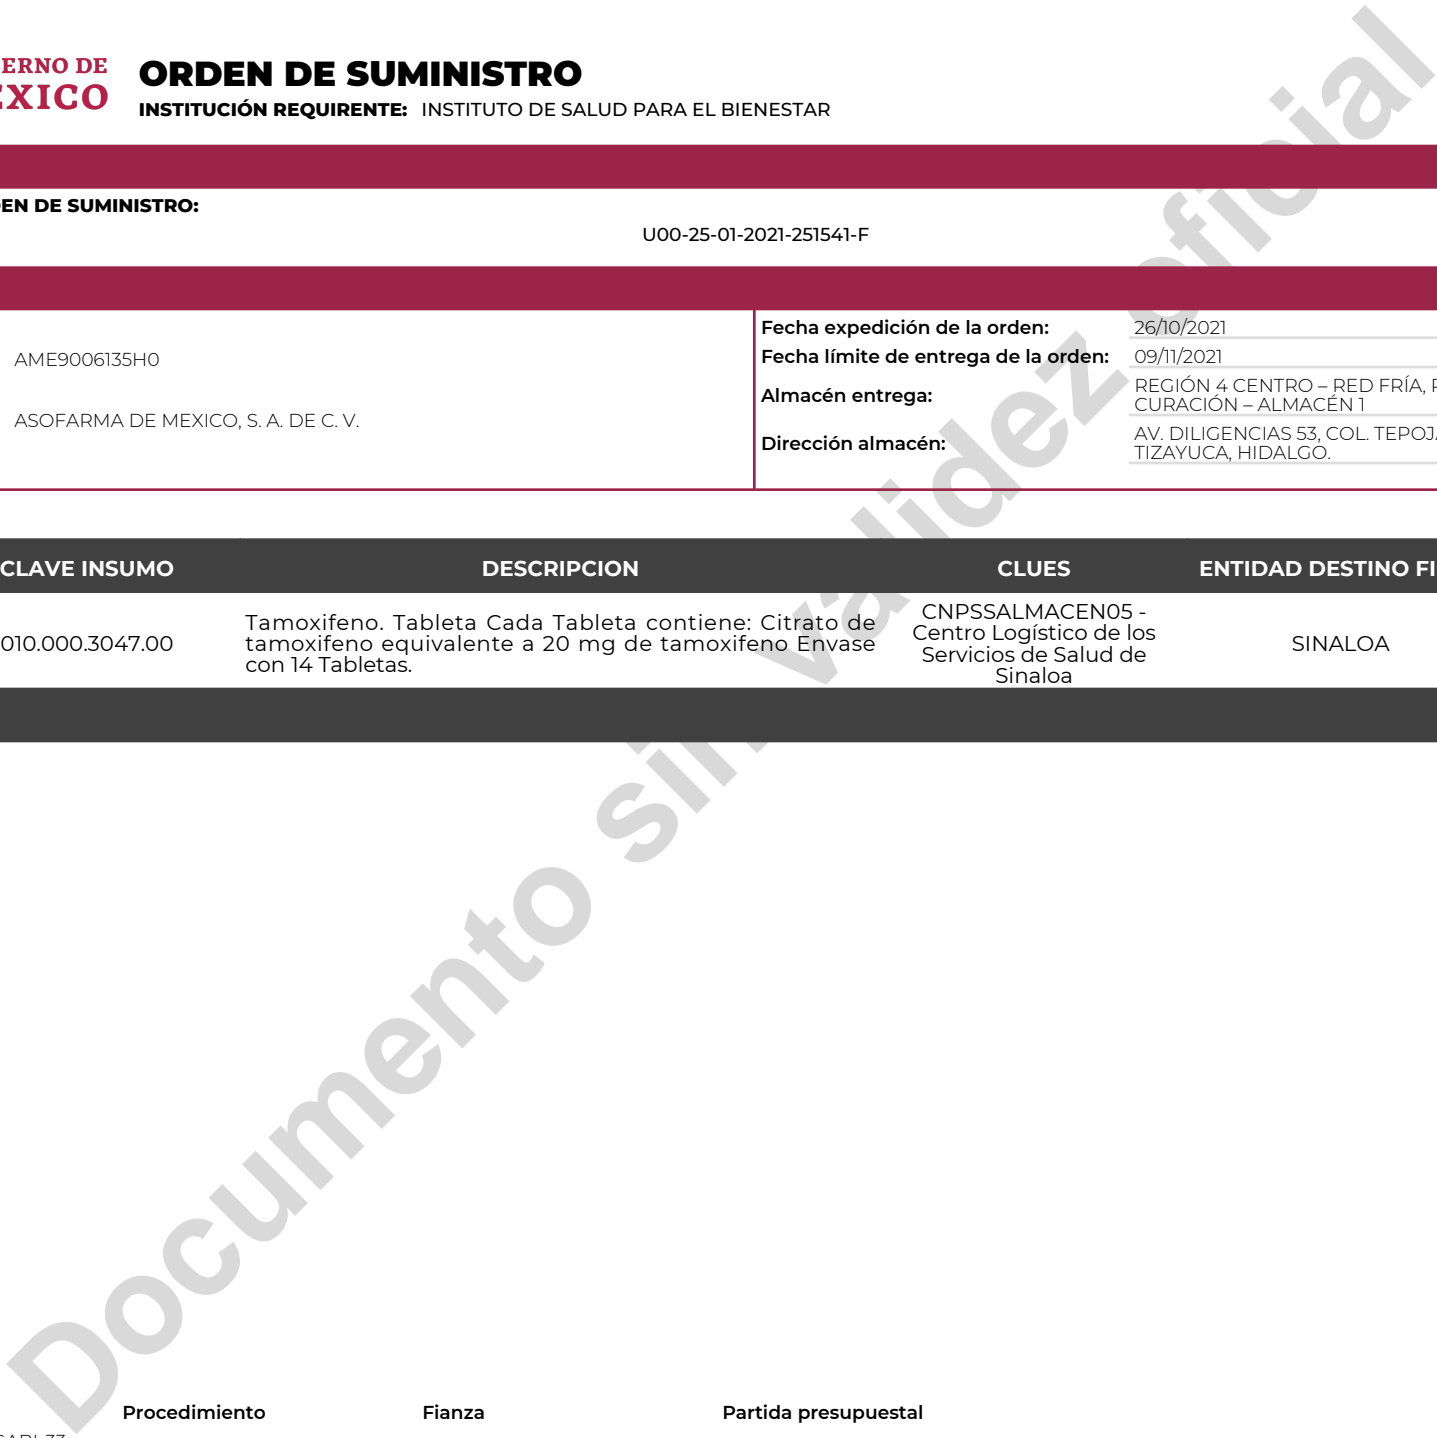 ERNO DE
EXICO
ORDEN DE SUMINISTRO
INSTITUCIÓN REQUIRENTE: INSTITUTO DE SALUD PARA EL BIENESTAR
EN DE SUMINISTRO:
U00-25-01-2021-251541-F
AME9006135H0
ASOFARMA DE MEXICO, S. A. DE C. V.
Fecha expedición de la orden: 26/10/2021
Fecha límite de entrega de la orden: 09/11/2021
Almacén entrega: REGIÓN 4 CENTRO – RED FRÍA,
CURACIÓN – ALMACÉN 1
Dirección almacén: AV. DILIGENCIAS 53, COL. TEPOJA
TIZAYUCA, HIDALGO.
CLAVE INSUMO DESCRIPCION CLUES ENTIDAD DESTINO FI
010.000.3047.00
Tamoxifeno. Tableta Cada Tableta contiene: Citrato de
tamoxifeno equivalente a 20 mg de tamoxifeno Envase
con 14 Tabletas.
CNPSSALMACEN05 -
Centro Logístico de los
Servicios de Salud de
Sinaloa
SINALOA
Documento sin validez oficial
Procedimiento Fianza Partida presupuestal